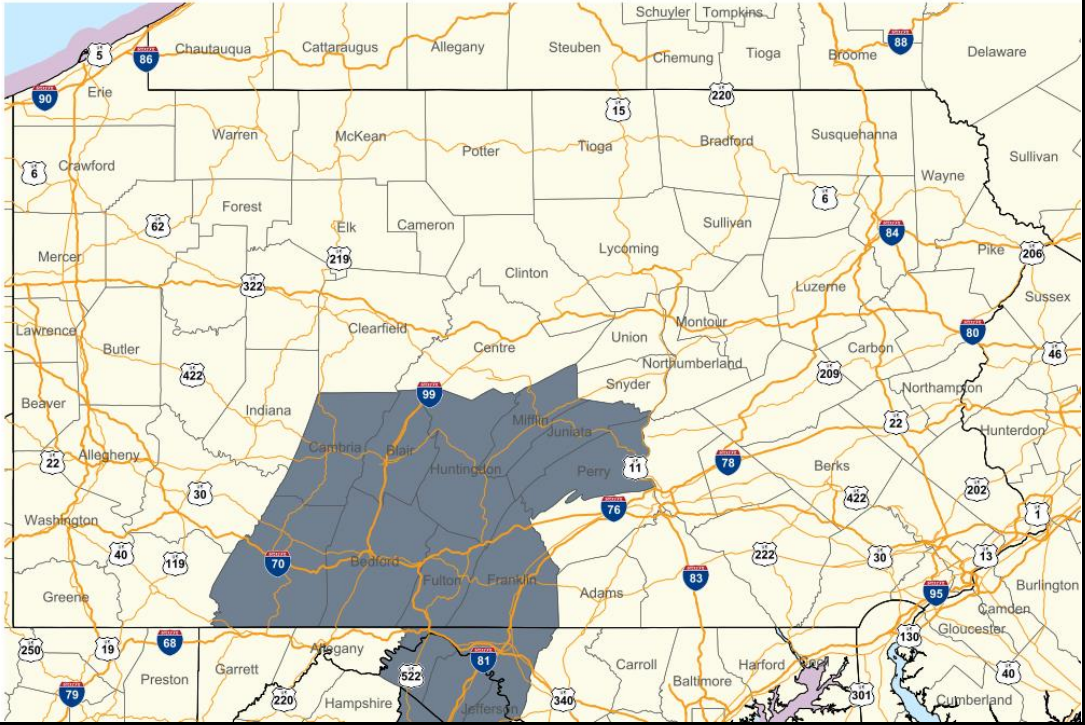 Schuyler Tompkins
5 86 Chautauqua Cattaraugus Allegany Steuben Chemung Tioga Broome 88 Delaware
90 Erie 15 220
Warren McKean Potter Tioga Bradford Susquehanna
6 Crawford Sullivan
Wayne
62 Forest Elk Cameron Sullivan 6
Mercer 219 Lycoming 84 Pike 206
322 Clinton Luzerne Sussex
Lawrence Clearfield Union Montour 80
Butler Centre Northumberland Carbon 46
422 Snyder 209
Beaver Indiana 99 Northampton
Mifflin Juniata 22 Hunterdon
22 Allegheny Cambria Blair Huntingdon Perry 11 78 Berks
30 422 202
Washington 76 1
40 119 70 Bedford 222 30 13
Greene Fulton Franklin 83 95 Burlington
Adams Camden
250 19 68 Allegany 130 Gloucester
Garrett 81 Carroll Harford Cecil
79 Preston 220 Hampshire 522 Baltimore 301 40
Jefferson 340 Cumberland